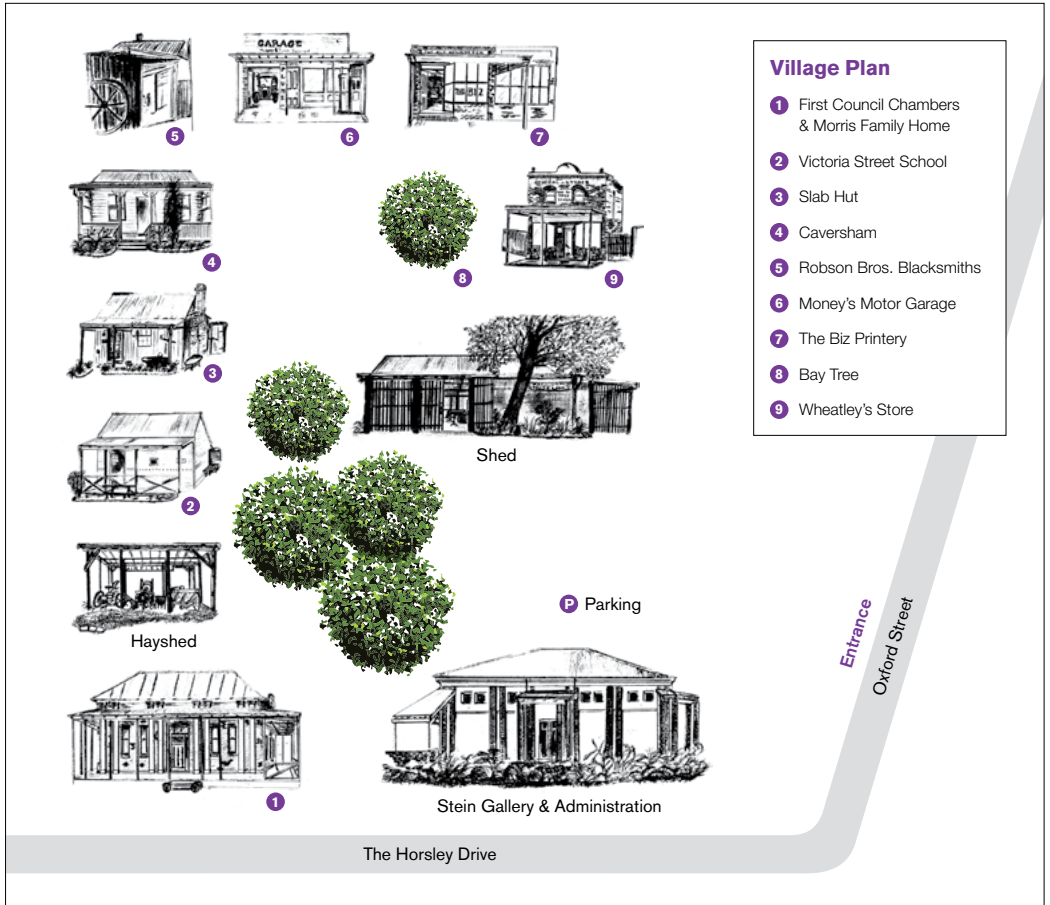 GARAGE
5
6
7
THE BIZ
4
8
9
3
Shed
2
Hayshed
P Parking
1
Stein Gallery & Administration
The Horsley Drive
Entrance
Oxford Street
Village Plan
1 First Council Chambers
& Morris Family Home
2 Victoria Street School
3 Slab Hut
4 Caversham
5 Robson Bros. Blacksmiths
6 Money's Motor Garage
7 The Biz Printery
8 Bay Tree
9 Wheatley's Store